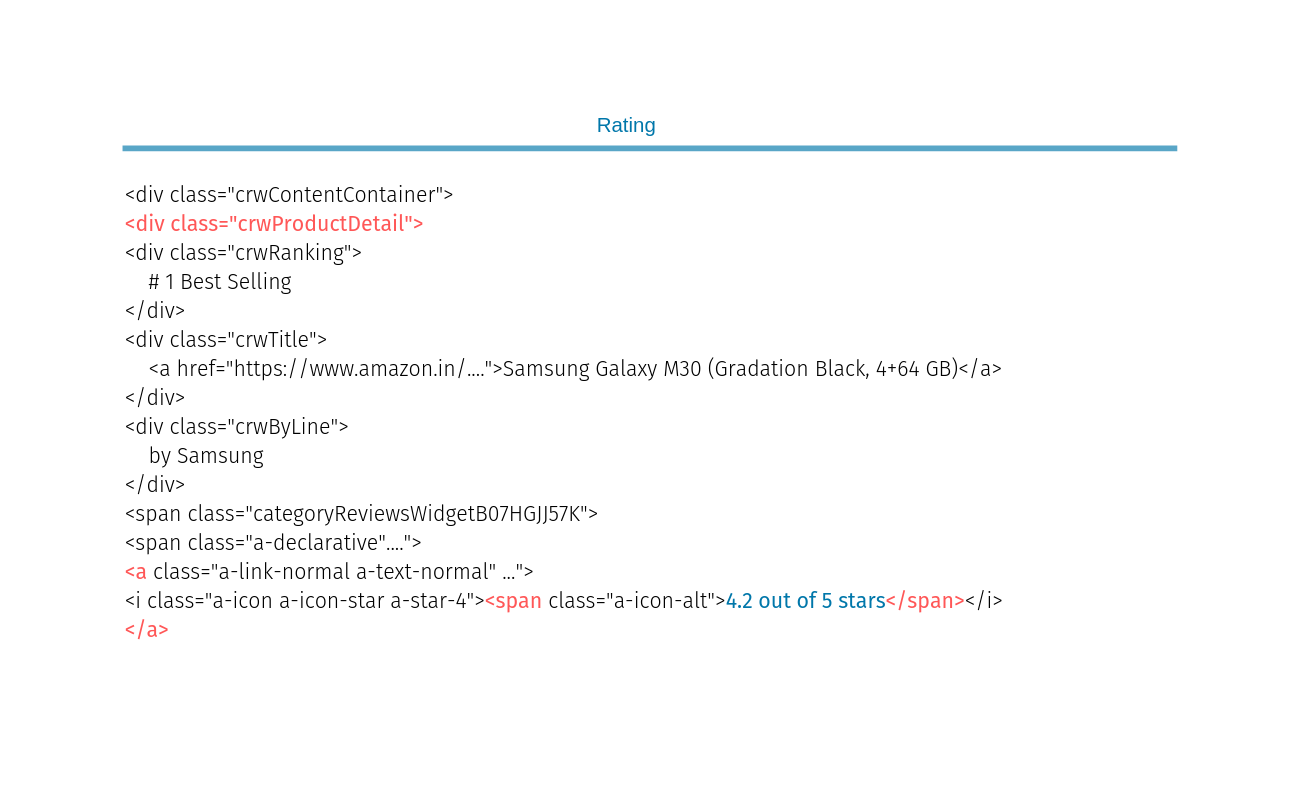 Rating
<div class="crwContentContainer">
<div class="crwProductDetail">
<div class="crwRanking">
# 1 Best Selling
</div>
<div class="crwTitle">
<a href="https://www.amazon.in/....">Samsung Galaxy M30 (Gradation Black, 4+64 GB)</a>
</div>
<div class="crwByLine">
by Samsung
</div>
<span class="categoryReviewsWidgetB07HGJJ57K">
<span class="a-declarative"....">
<a class="a-link-normal a-text-normal" ...">
<i class="a-icon a-icon-star a-star-4"><span class="a-icon-alt">4.2 out of 5 stars</span></i>
</a>